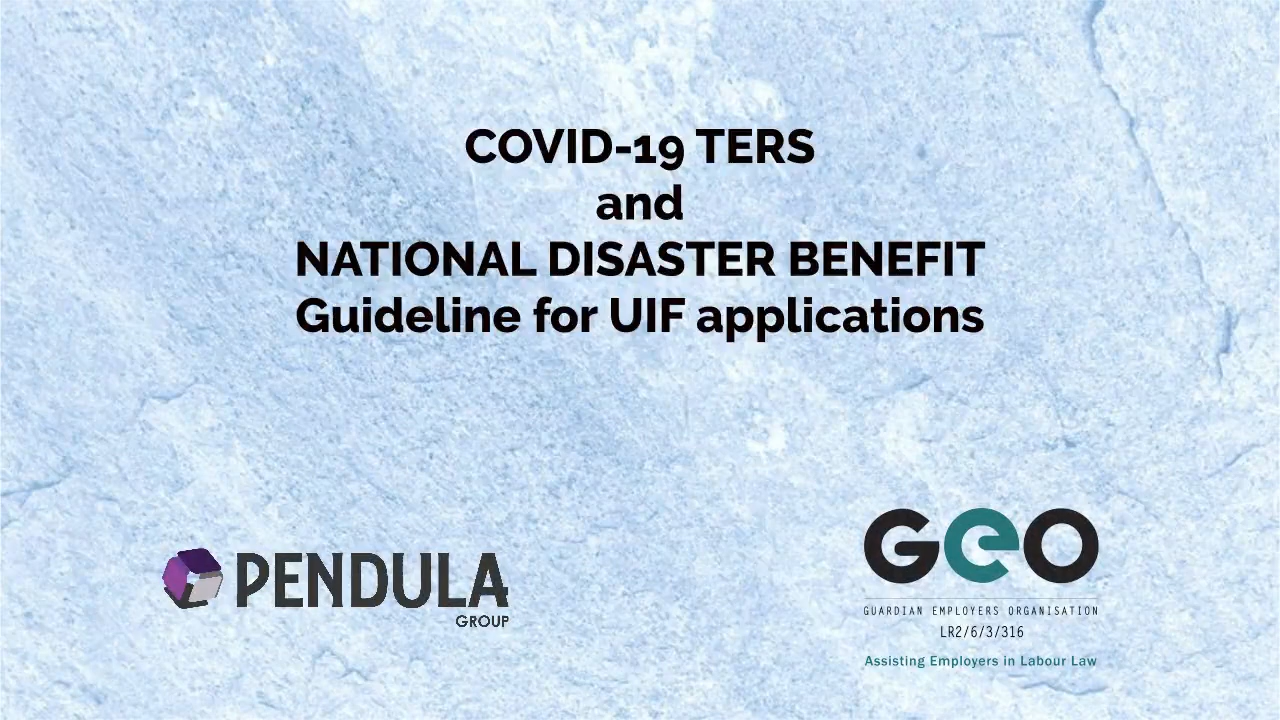 COVID-19 TERS
and
NATIONAL DISASTER BENEFIT
Guideline for UIF applications
PENDULA
GROUP
GeO
GUARDIAN EMPLOYERS ORGANISATION
LR2/6/3/316
Assisting Employers in Labour Law